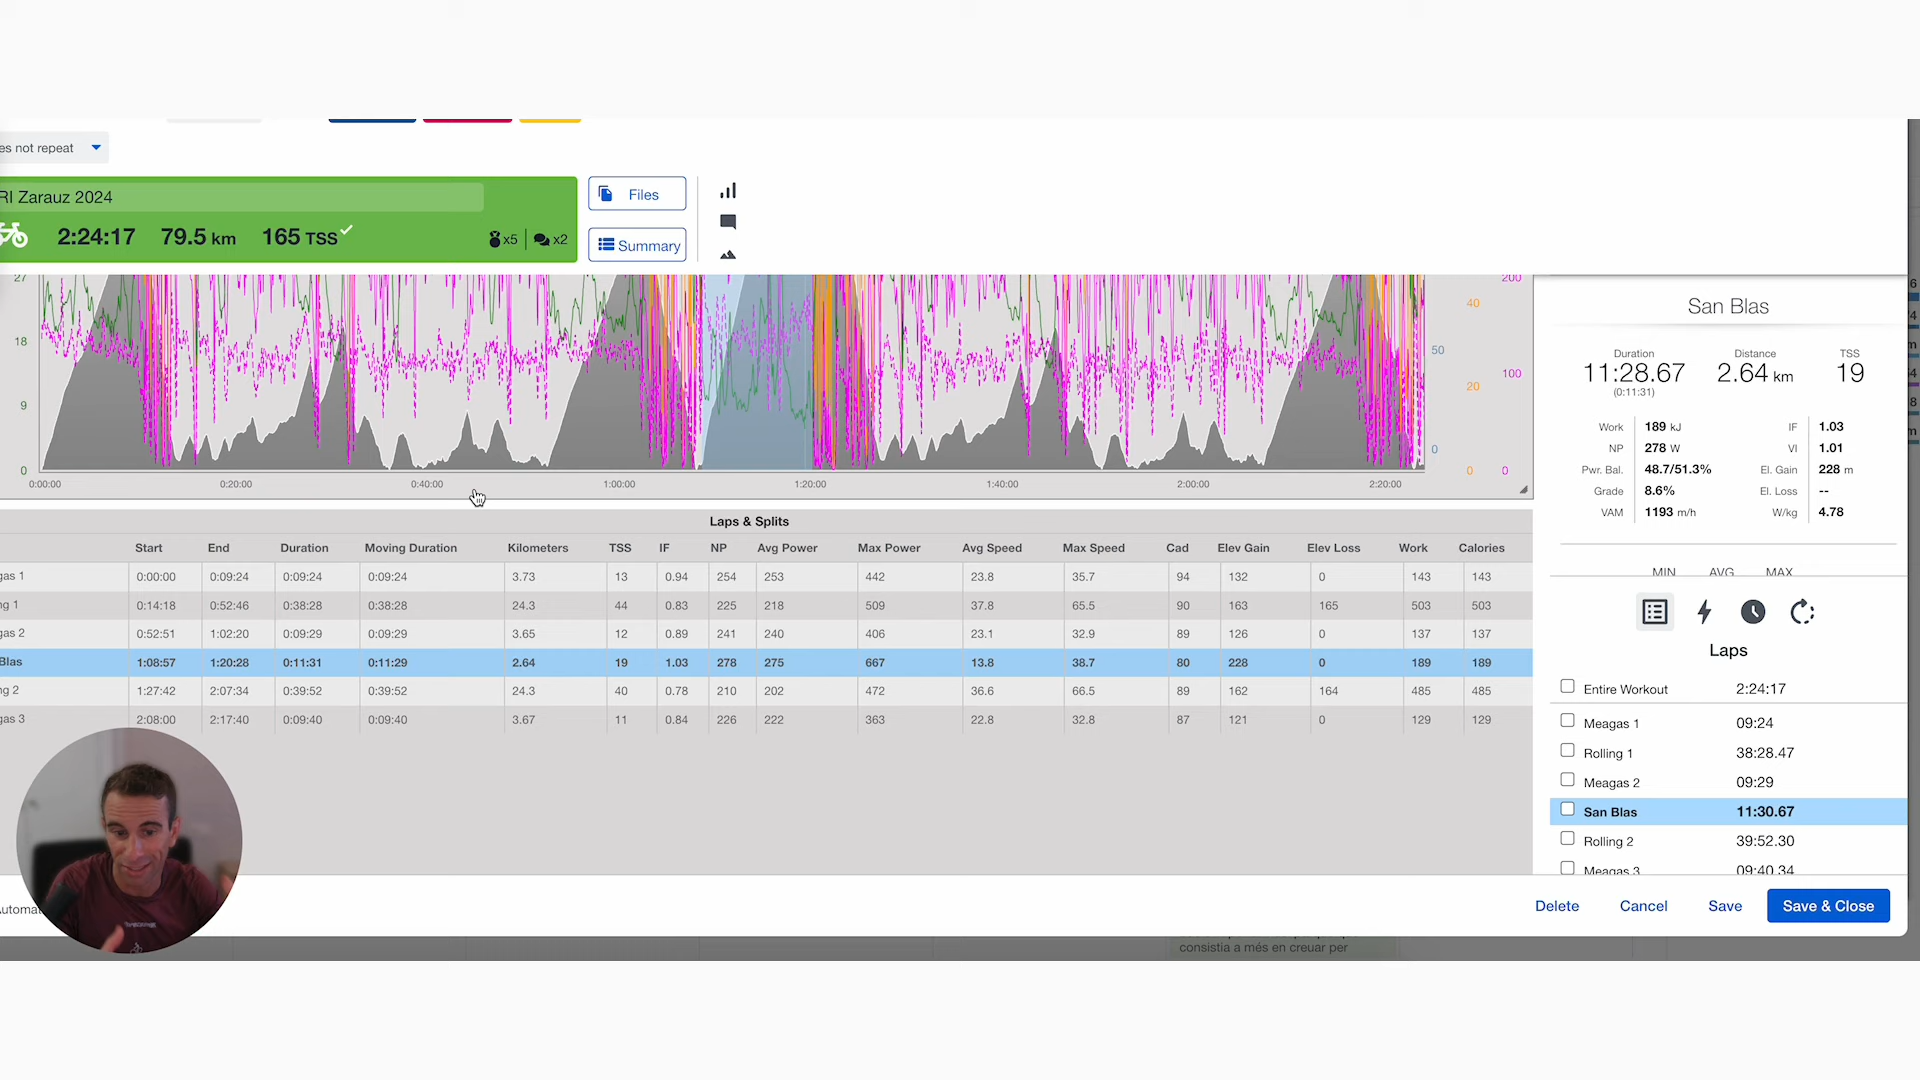 es not repeat
RI Zarauz 2024
Files
2:24:17 79.5 km 165 TSS x5 x2
Summary
27 18 9 0
200 100 0
40 20 0
50 0
0:00:00 0:20:00 0:40:00 1:00:00 1:20:00 1:40:00 2:00:00 2:20:00
Laps & Splits
Start End Duration Moving Duration Kilometers TSS IF NP Avg Power Max Power Avg Speed Max Speed Cad Elev Gain Elev Loss Work Calories
gas 1 0:00:00 0:09:24 0:09:24 0:09:24 3.73 13 0.94 254 253 442 23.8 35.7 94 132 0 143 143
ng 1 0:14:18 0:52:46 0:38:28 0:38:28 24.3 44 0.83 225 218 509 37.8 65.5 90 163 165 503 503
gas 2 0:52:51 1:02:20 0:09:29 0:09:29 3.65 12 0.89 241 240 406 23.1 32.9 89 126 0 137 137
Blas 1:08:57 1:20:28 0:11:31 0:11:29 2.64 19 1.03 278 275 667 13.8 38.7 80 228 0 189 189
ng 2 1:27:42 2:07:34 0:39:52 0:39:52 24.3 40 0.78 210 202 472 36.6 66.5 89 162 164 485 485
gas 3 2:08:00 2:17:40 0:09:40 0:09:40 3.67 11 0.84 226 222 363 22.8 32.8 87 121 0 129 129
San Blas
Duration Distance TSS
11:28.67 2.64 km 19
(0:11:31)
Work 189 kJ IF 1.03
NP 278 W VI 1.01
Pwr. Bal. 48.7/51.3% El. Gain 228 m
Grade 8.6% El. Loss --
VAM 1193 m/h W/kg 4.78
MIN AVG MAX
Laps
Entire Workout 2:24:17
Meagas 1 09:24
Rolling 1 38:28.47
Meagas 2 09:29
San Blas 11:30.67
Rolling 2 39:52.30
Meagas 3 09:40.34
utoma
Delete Cancel Save Save & Close
consistia a més en creuar per